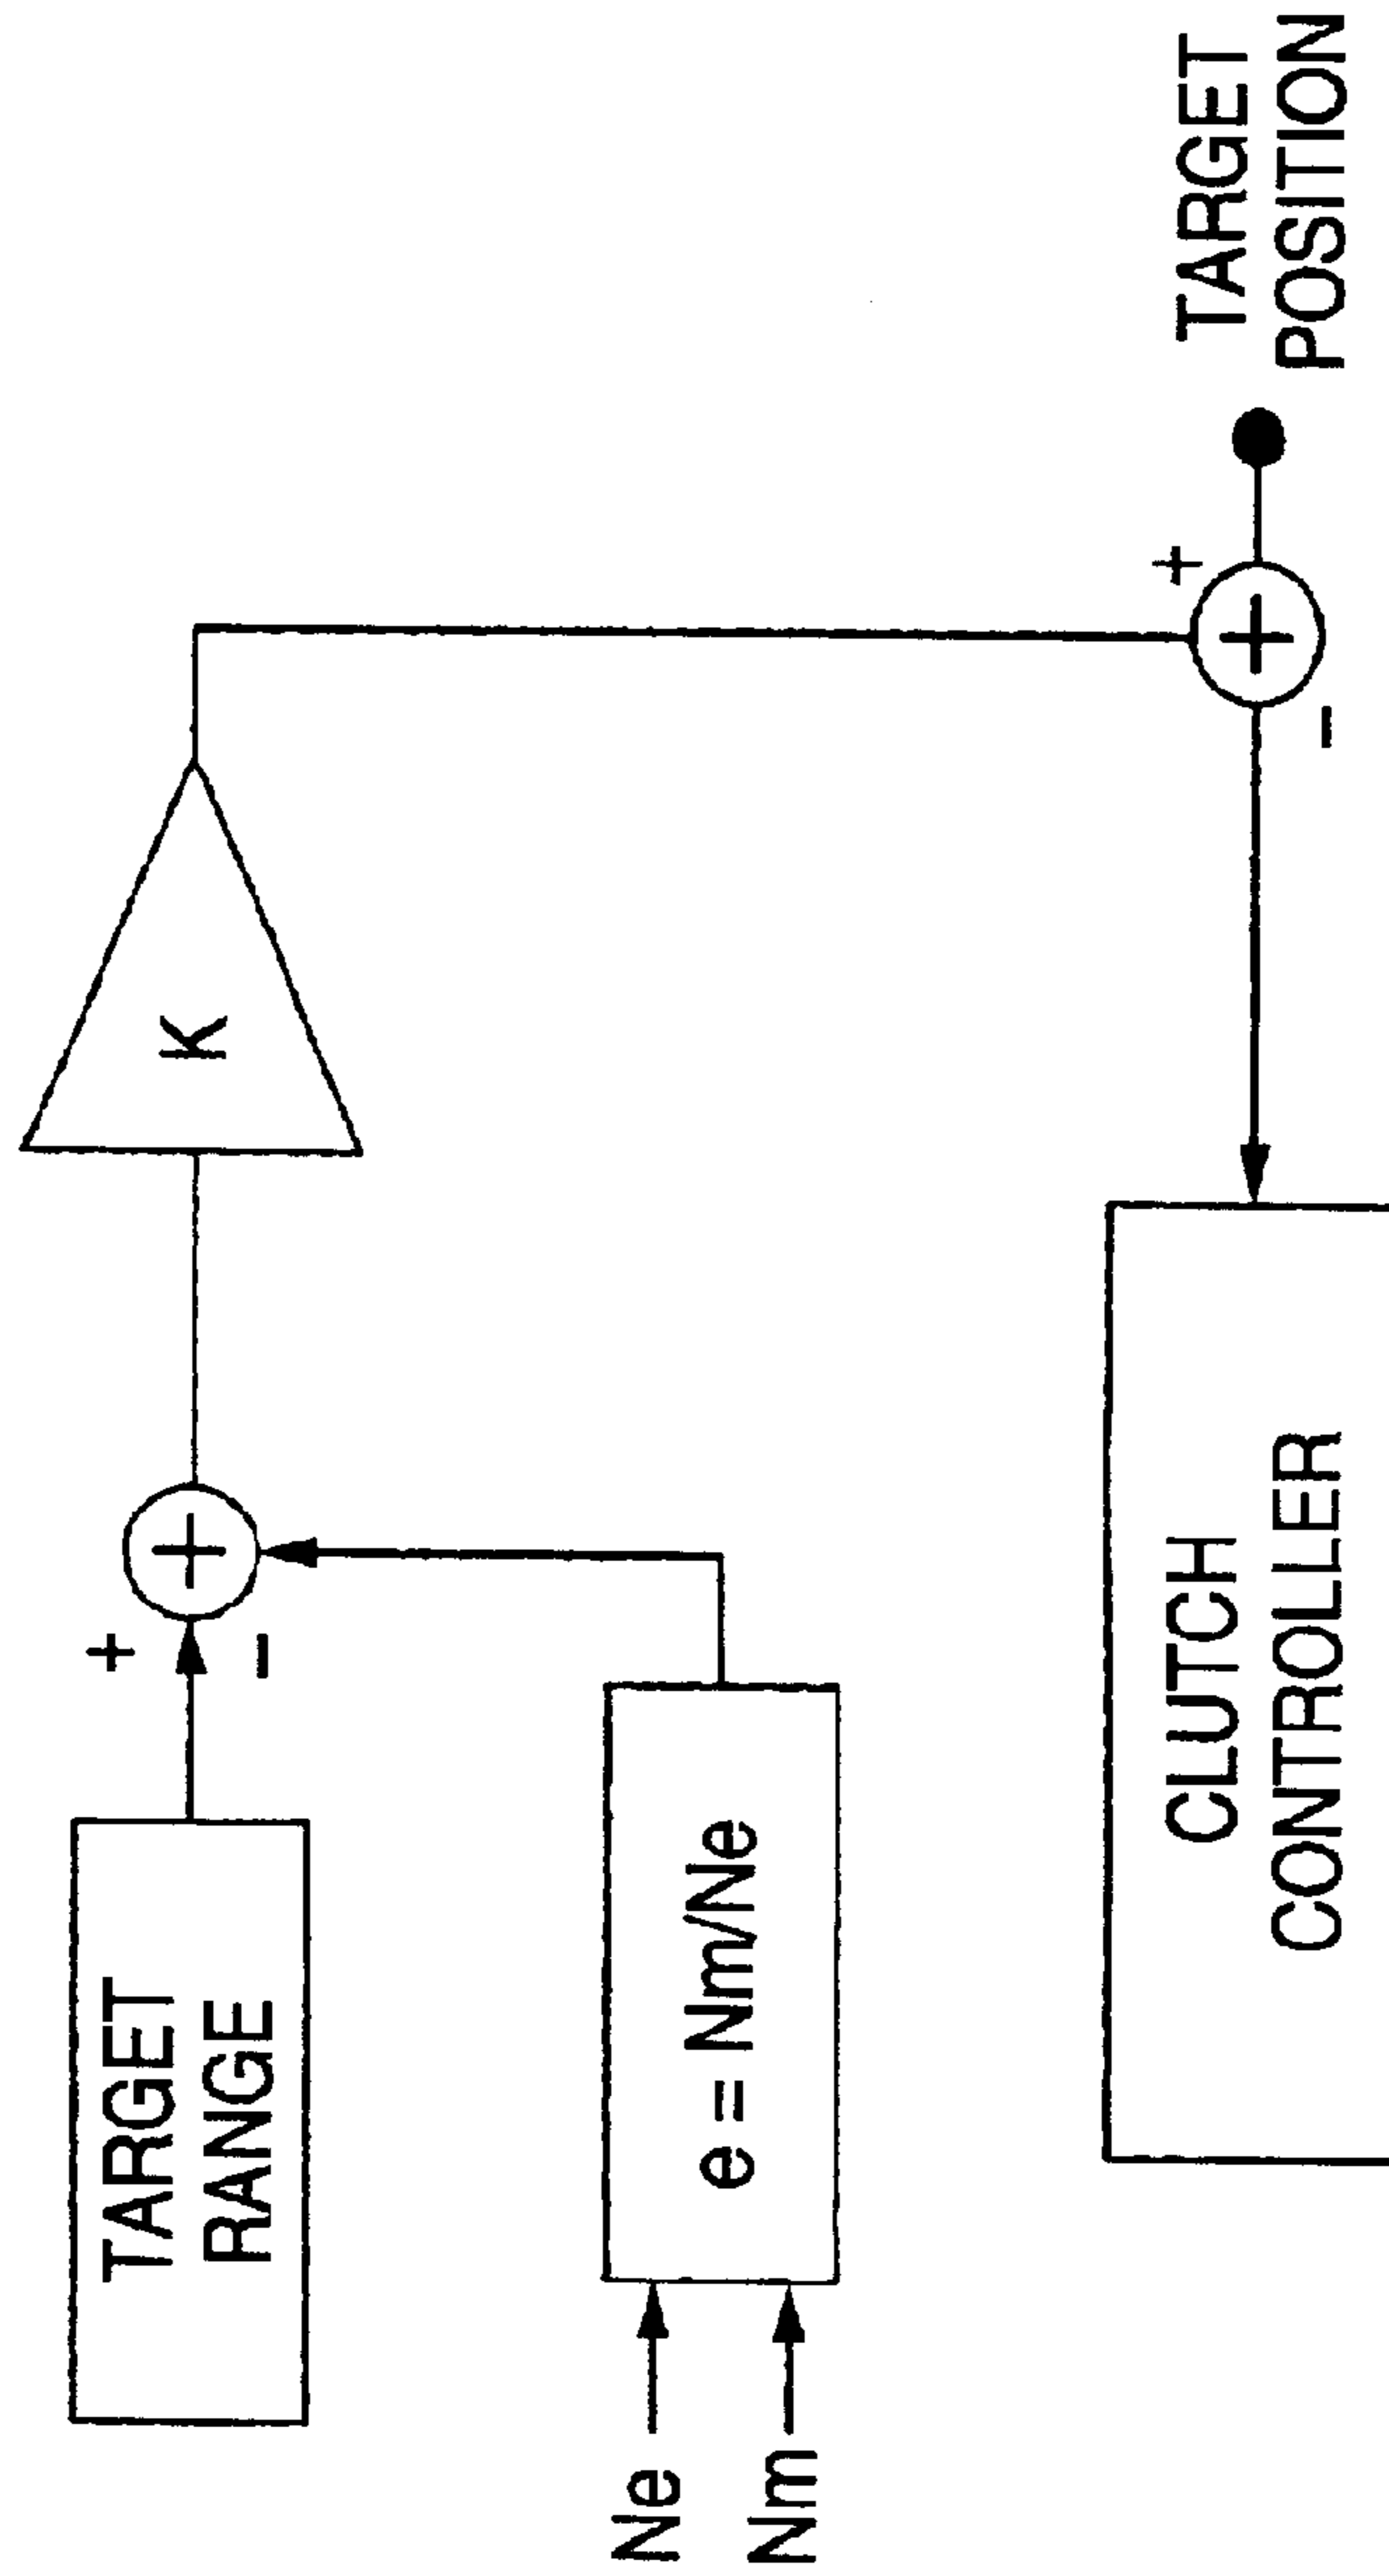 TARGET
RANGE
+
−
Ne
Nm
e = Nm/Ne
+
K
CLUTCH
CONTROLLER
+
−
+
TARGET
POSITION